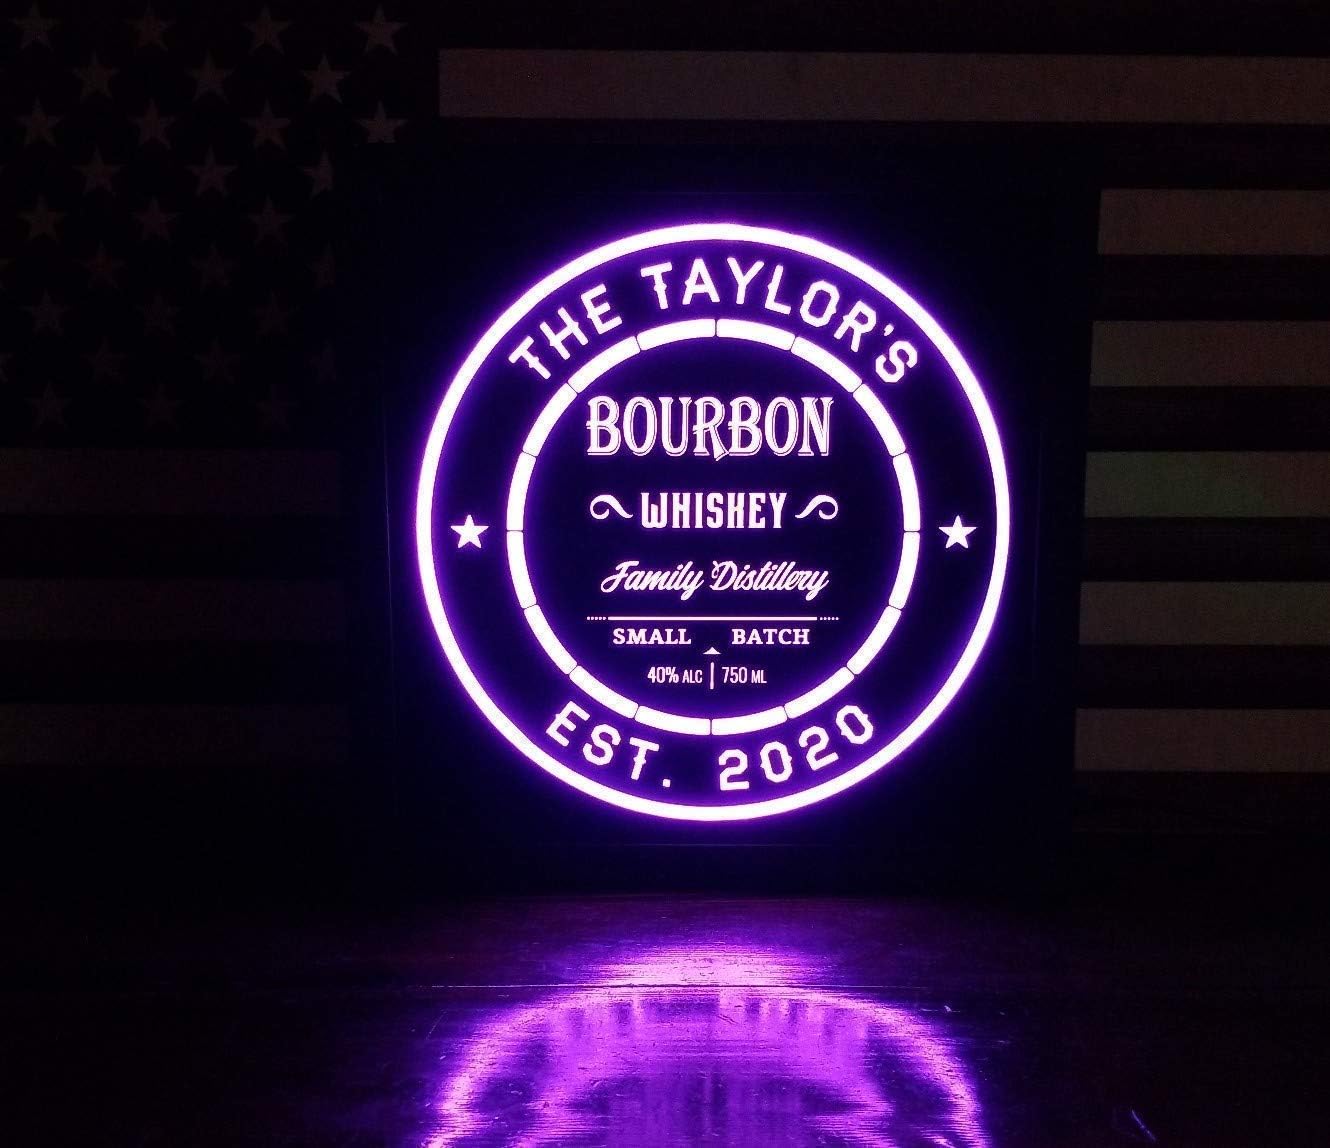 THE TAYLOR'S
BOURBON
WHISKEY
Family Distillery
SMALL BATCH
40% ALC | 750 ML
EST. 2020